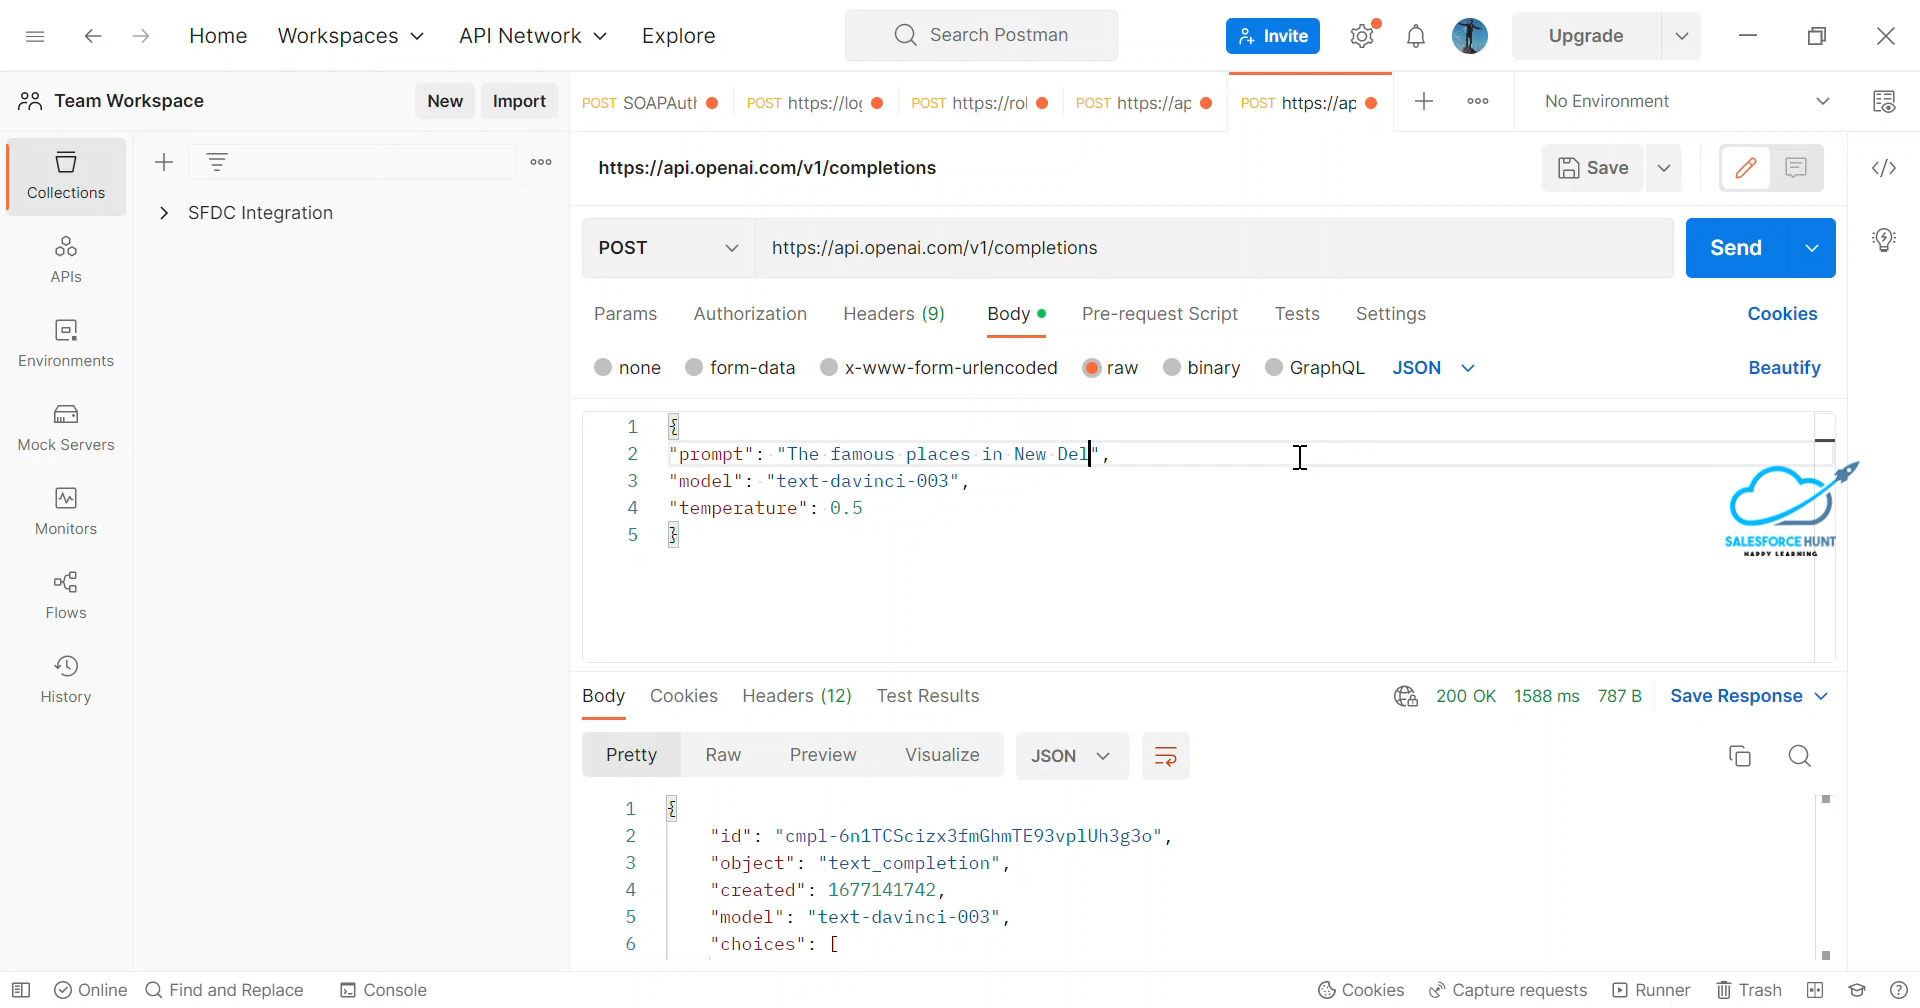 Home Workspaces API Network Explore Search Postman Invite Upgrade
Team Workspace New Import POST SOAPAuth POST https://log POST https://rol POST https://ap POST https://ap No Environment
Collections
SFDC Integration
APIs
Environments
Mock Servers
Monitors
Flows
History
https://api.openai.com/v1/completions Save
POST https://api.openai.com/v1/completions Send
Params Authorization Headers (9) Body Pre-request Script Tests Settings Cookies
none form-data x-www-form-urlencoded raw binary GraphQL JSON Beautify
1 {
2 "prompt": "The famous places in New Del",
3 "model": "text-davinci-003",
4 "temperature": 0.5
5 }
SALESFORCE HUNT
HAPPY LEARNING
Body Cookies Headers (12) Test Results 200 OK 1588 ms 787 B Save Response
Pretty Raw Preview Visualize JSON
1 {
2 "id": "cmpl-6n1TCScizx3fmGhmTE93vplUh3g3o",
3 "object": "text_completion",
4 "created": 1677141742,
5 "model": "text-davinci-003",
6 "choices": [
Online Find and Replace Console Cookies Capture requests Runner Trash